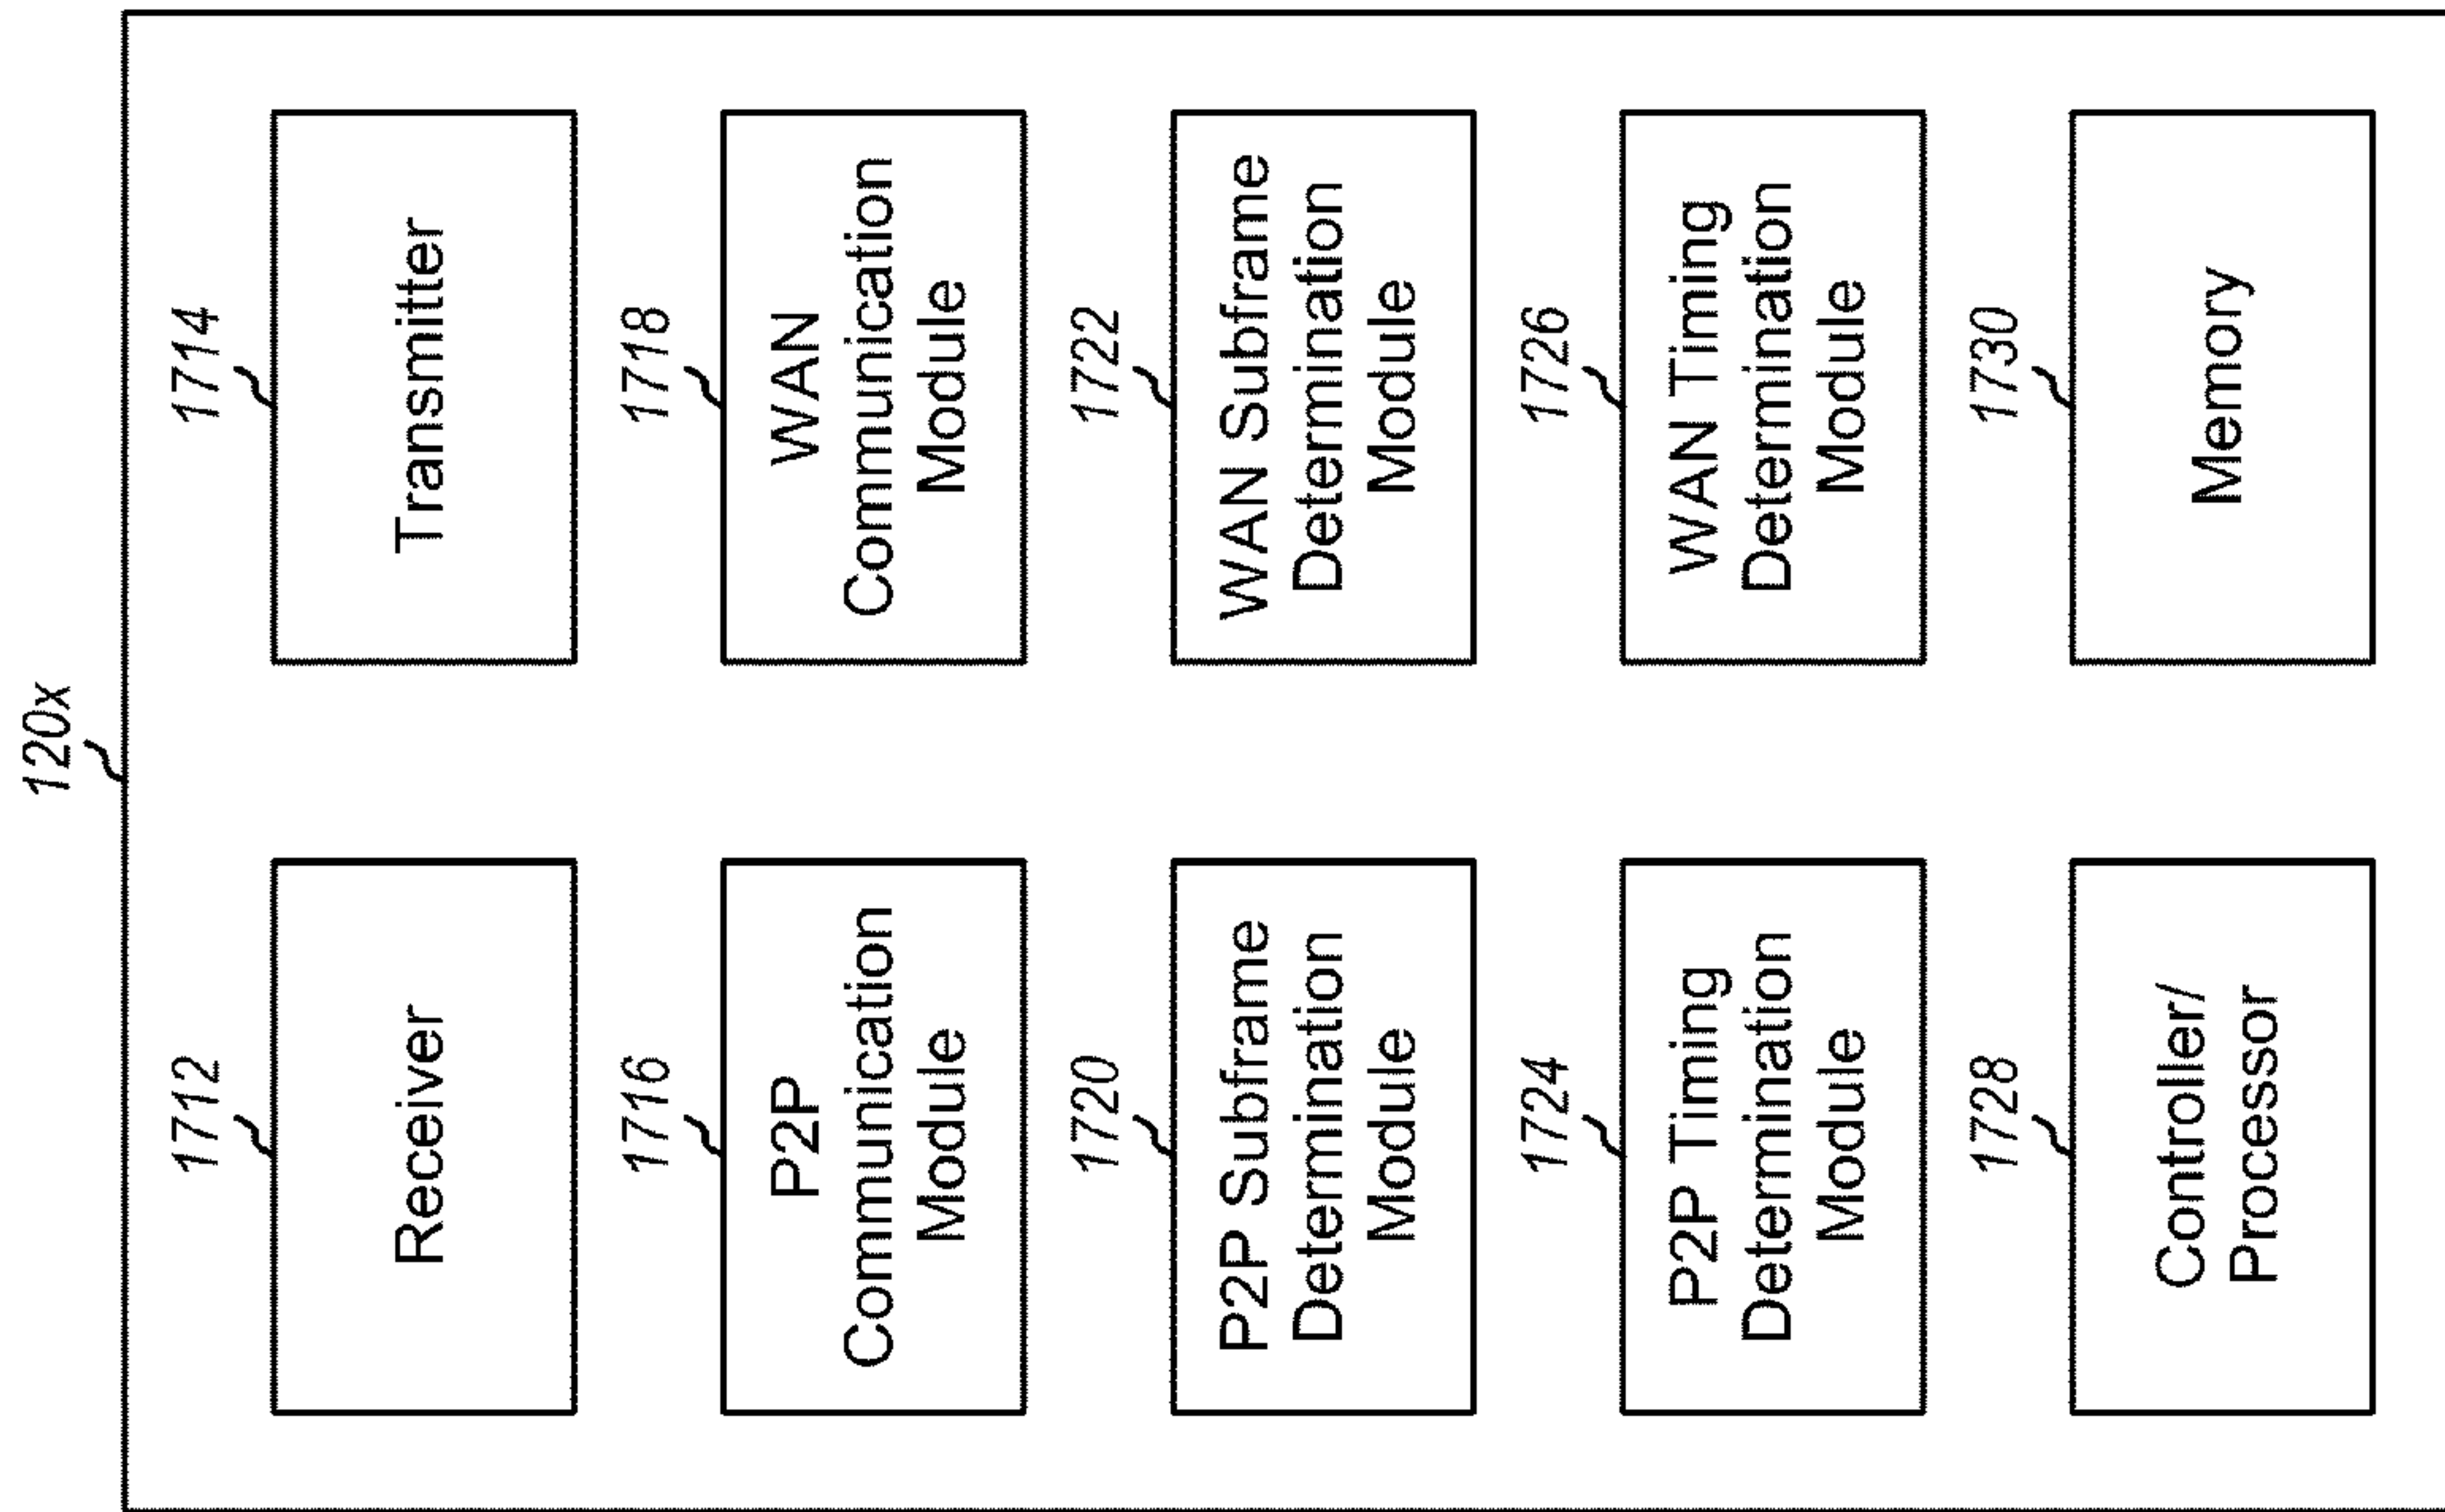 120x
1712
Receiver
1714
Transmitter
1716
P2P
Communication
Module
1718
WAN
Communication
Module
1720
P2P Subframe
Determination
Module
1722
WAN Subframe
Determination
Module
1724
P2P Timing
Determination
Module
1726
WAN Timing
Determination
Module
1728
Controller/
Processor
1730
Memory